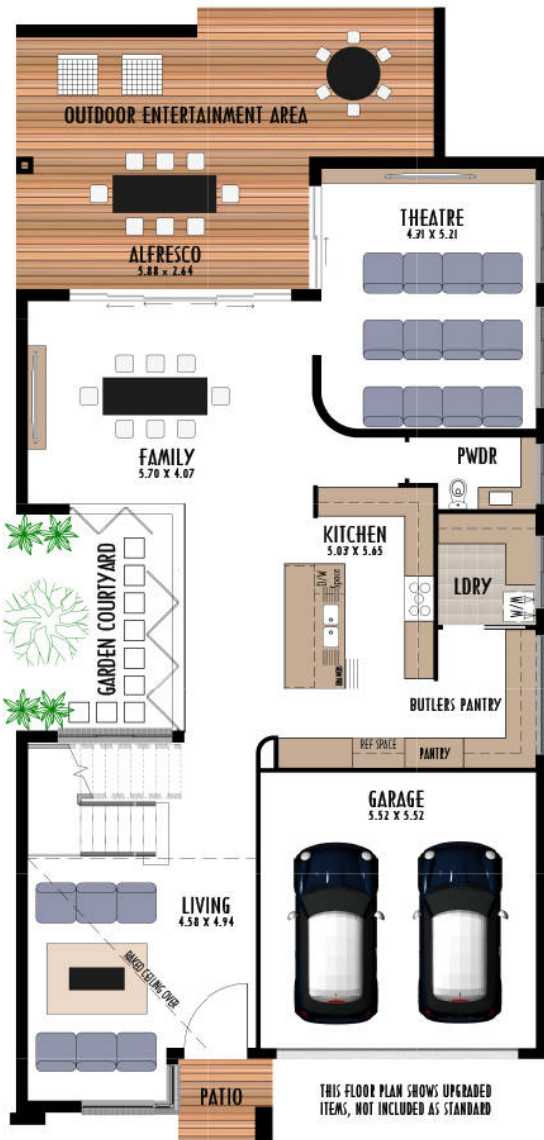 OUTDOOR ENTERTAINMENT AREA
THEATRE
4.31 X 5.21
ALFRESCO
5.88 x 2.64
FAMILY
5.70 X 4.07
PWDR
KITCHEN
5.03 X 5.65
D/W
Space
LDRY
W/M
GARDEN COURTYARD
BUTLERS PANTRY
REF SPACE
PANTRY
GARAGE
5.52 X 5.52
LIVING
4.58 X 4.94
RAKED CEILING OVER
PATIO
THIS FLOOR PLAN SHOWS UPGRADED
ITEMS, NOT INCLUDED AS STANDARD